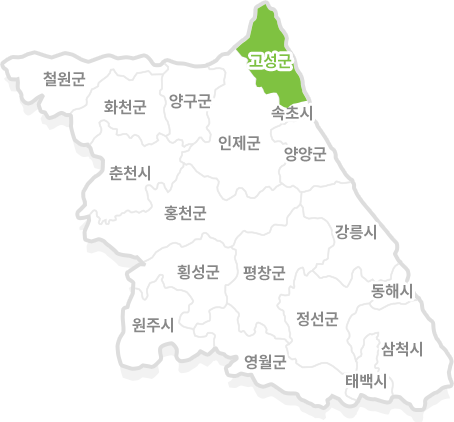 고성군
철원군
화천군
양구군
속초시
인제군
양양군
춘천시
홍천군
강릉시
횡성군
평창군
동해시
원주시
정선군
삼척시
영월군
태백시